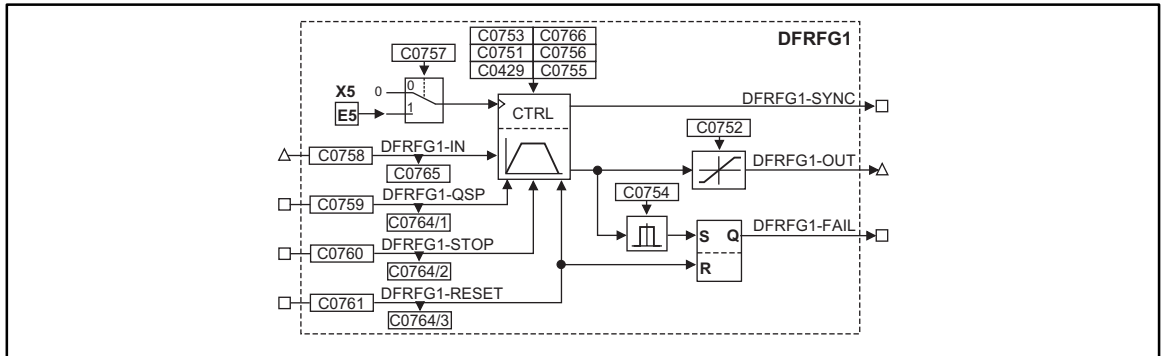 DFRFG1
C0753 C0766
C0751 C0756
C0429 C0755
C0757
X5 0 0
E5 1
CTRL
DFRFG1-SYNC
C0752
C0758 DFRFG1-IN
C0765
DFRFG1-OUT
C0759 DFRFG1-QSP
C0764/1
C0754
C0760 DFRFG1-STOP
C0764/2
S Q DFRFG1-FAIL
R
C0761 DFRFG1-RESET
C0764/3